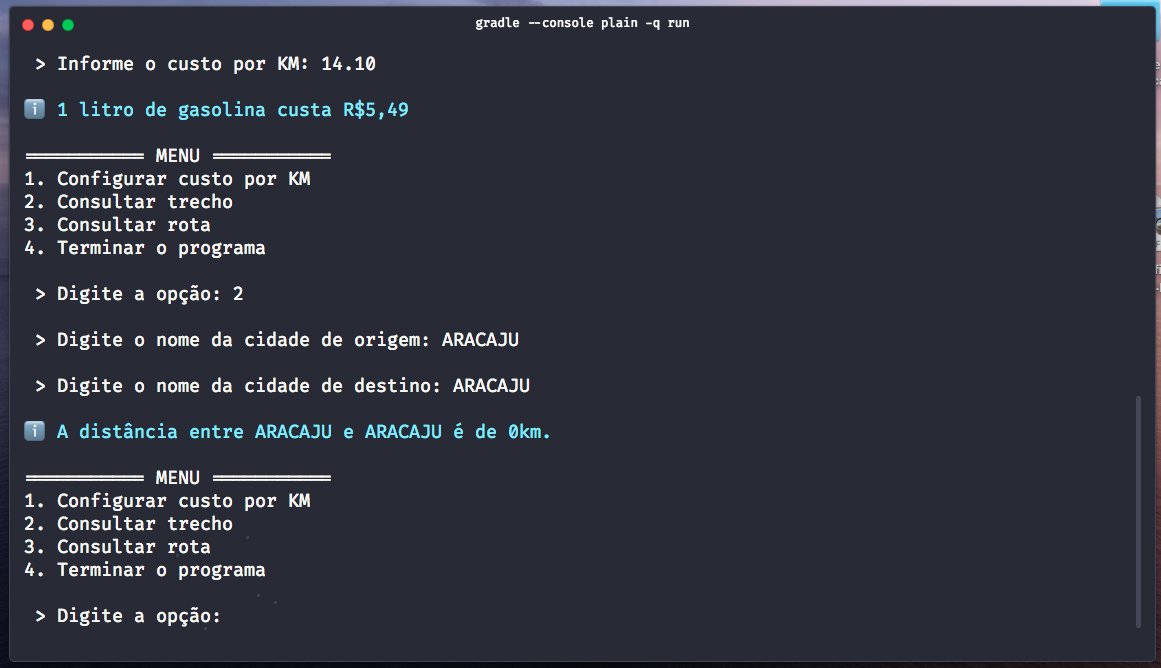 gradle --console plain -q run
> Informe o custo por KM: 14.10
ℹ️ 1 litro de gasolina custa R$5,49
=========== MENU ===========
1. Configurar custo por KM
2. Consultar trecho
3. Consultar rota
4. Terminar o programa
> Digite a opção: 2
> Digite o nome da cidade de origem: ARACAJU
> Digite o nome da cidade de destino: ARACAJU
ℹ️ A distância entre ARACAJU e ARACAJU é de 0km.
=========== MENU ===========
1. Configurar custo por KM
2. Consultar trecho
3. Consultar rota
4. Terminar o programa
> Digite a opção: